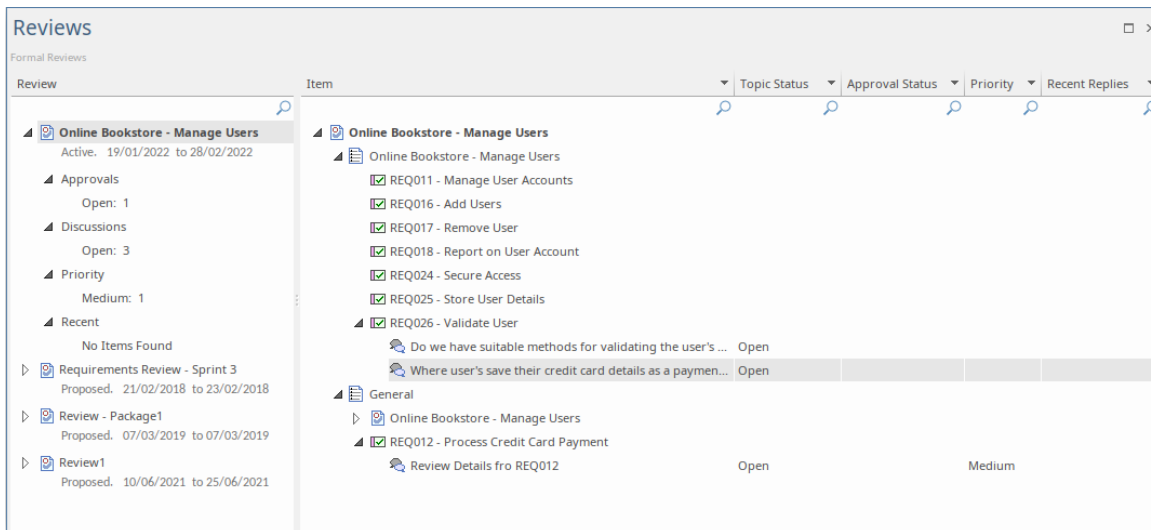 Reviews
Formal Reviews
Review
Online Bookstore - Manage Users
Active. 19/01/2022 to 28/02/2022
Approvals
Open: 1
Discussions
Open: 3
Priority
Medium: 1
Recent
No Items Found
Requirements Review - Sprint 3
Proposed. 21/02/2018 to 23/02/2018
Review - Package1
Proposed. 07/03/2019 to 07/03/2019
Review1
Proposed. 10/06/2021 to 25/06/2021
Item Topic Status Approval Status Priority Recent Replies
Online Bookstore - Manage Users
Online Bookstore - Manage Users
REQ011 - Manage User Accounts
REQ016 - Add Users
REQ017 - Remove User
REQ018 - Report on User Account
REQ024 - Secure Access
REQ025 - Store User Details
REQ026 - Validate User
Do we have suitable methods for validating the user's ... Open
Where user's save their credit card details as a paymen... Open
General
Online Bookstore - Manage Users
REQ012 - Process Credit Card Payment
Review Details fro REQ012 Open Medium